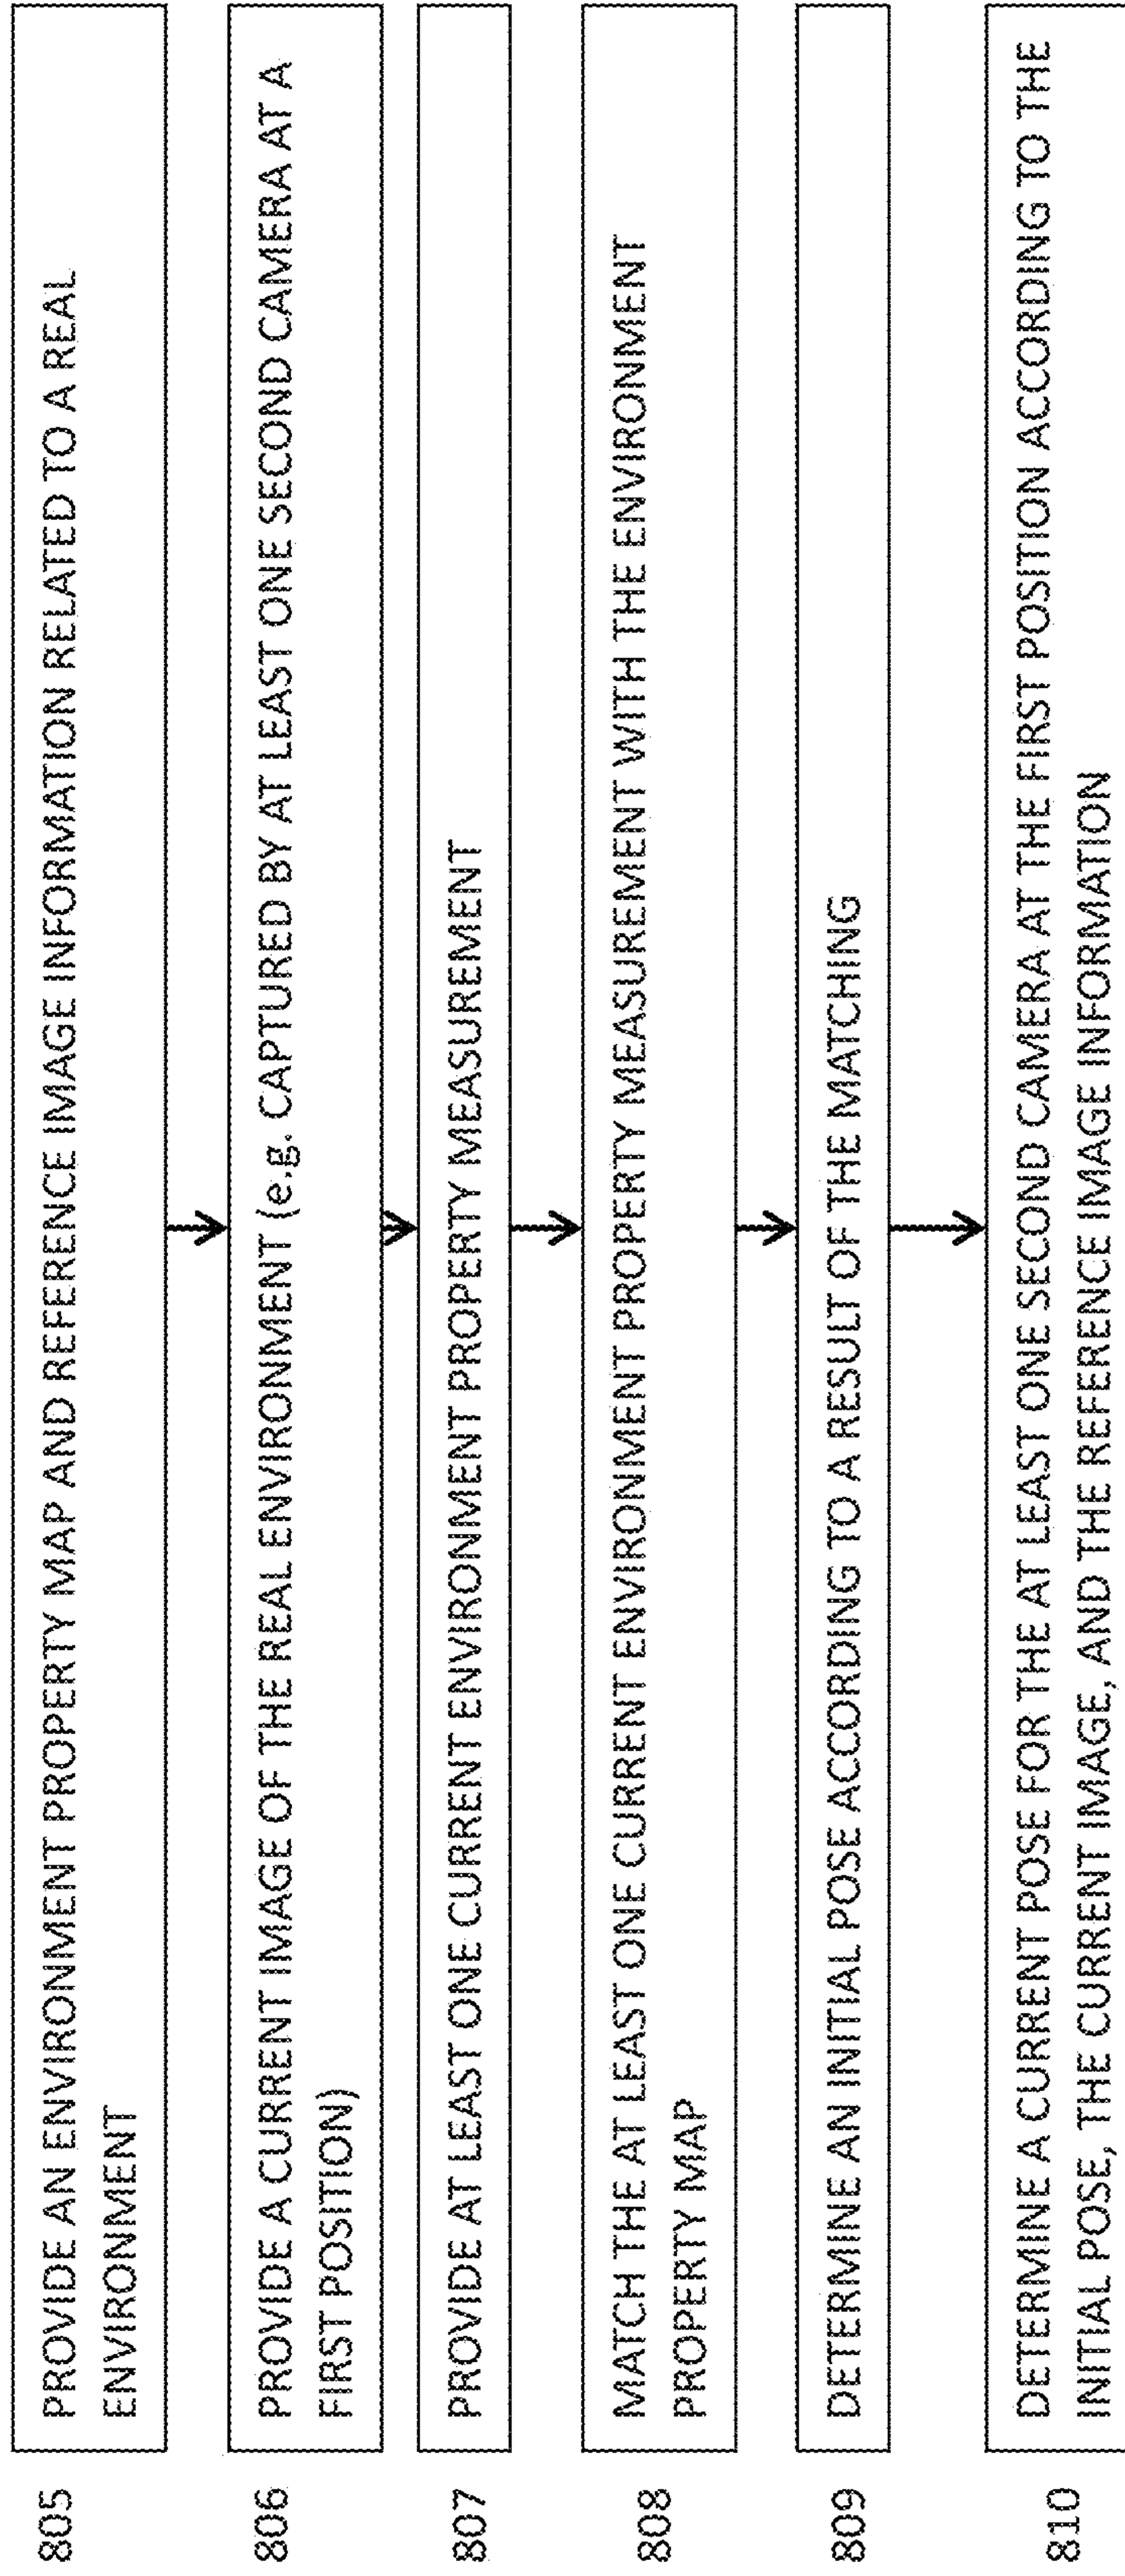 805
PROVIDE AN ENVIRONMENT PROPERTY MAP AND REFERENCE IMAGE INFORMATION RELATED TO A REAL
ENVIRONMENT
806
PROVIDE A CURRENT IMAGE OF THE REAL ENVIRONMENT (e.g. CAPTURED BY AT LEAST ONE SECOND CAMERA AT A
FIRST POSITION)
807
PROVIDE AT LEAST ONE CURRENT ENVIRONMENT PROPERTY MEASUREMENT
808
MATCH THE AT LEAST ONE CURRENT ENVIRONMENT PROPERTY MEASUREMENT WITH THE ENVIRONMENT
PROPERTY MAP
809
DETERMINE AN INITIAL POSE ACCORDING TO A RESULT OF THE MATCHING
810
DETERMINE A CURRENT POSE FOR THE AT LEAST ONE SECOND CAMERA AT THE FIRST POSITION ACCORDING TO THE
INITIAL POSE, THE CURRENT IMAGE, AND THE REFERENCE IMAGE INFORMATION